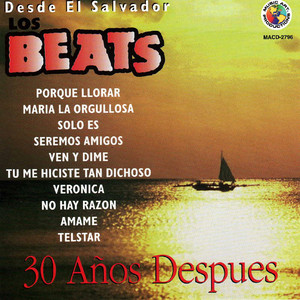 Desde El Salvador
LOS
BEATS
MACD-2796
PORQUE LLORAR
MARIA LA ORGULLOSA
SOLO ES
SEREMOS AMIGOS
VEN Y DIME
TU ME HICISTE TAN DICHOSO
VERONICA
NO HAY RAZON
AMAME
TELSTAR
30 Años Despues